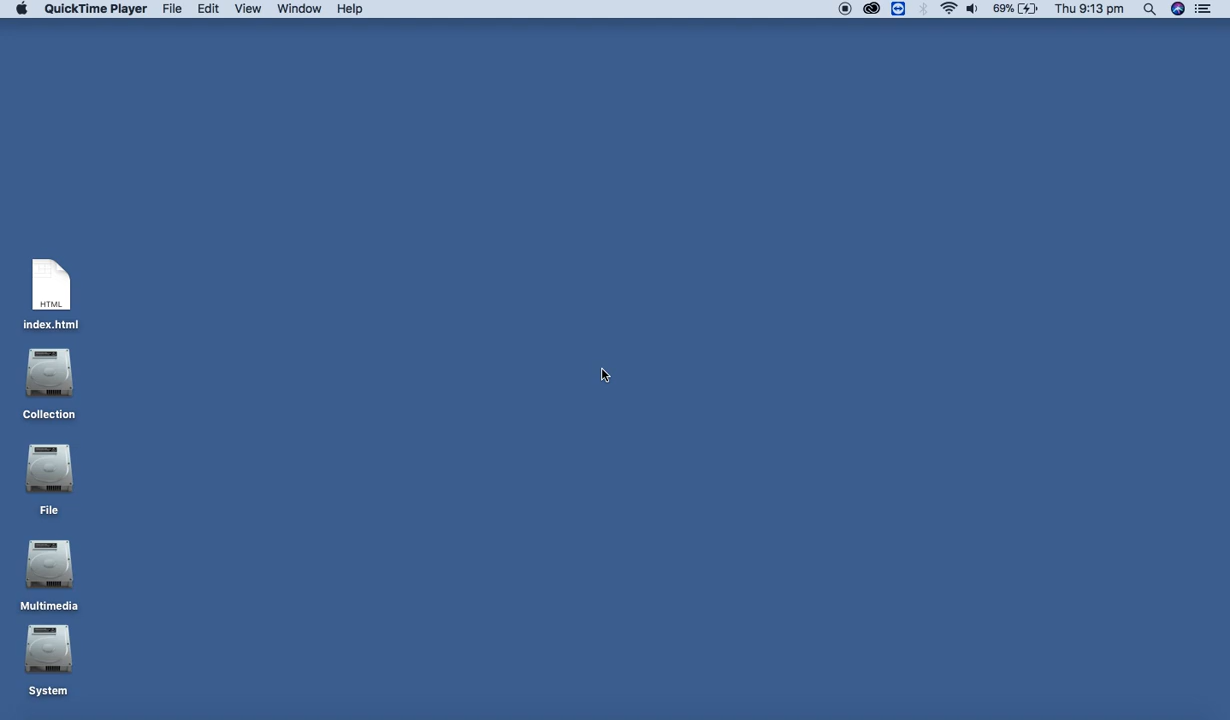 QuickTime Player File Edit View Window Help 69% Thu 9:13 pm
HTML
index.html
Collection
File
Multimedia
System